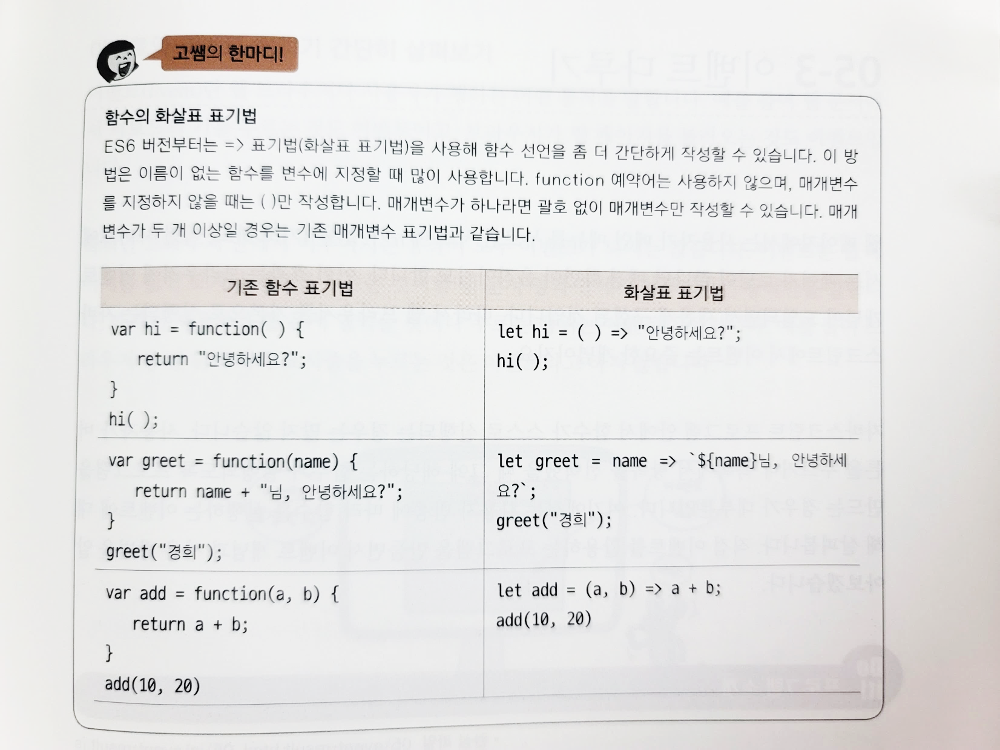 고쌤의 한마디!
함수의 화살표 표기법
ES6 버전부터는 => 표기법(화살표 표기법)을 사용해 함수 선언을 좀 더 간단하게 작성할 수 있습니다. 이 방
법은 이름이 없는 함수를 변수에 지정할 때 많이 사용합니다. function 예약어는 사용하지 않으며, 매개변수
를 지정하지 않을 때는 ( )만 작성합니다. 매개변수가 하나라면 괄호 없이 매개변수만 작성할 수 있습니다. 매개
변수가 두 개 이상일 경우는 기존 매개변수 표기법과 같습니다.
기존 함수 표기법
화살표 표기법
var hi = function( ) {
return "안녕하세요?";
}
hi( );
let hi = ( ) => "안녕하세요?";
hi( );
var greet = function(name) {
return name + "님, 안녕하세요?";
}
greet("경희");
let greet = name => `${name}님, 안녕하세
요?`;
greet("경희");
var add = function(a, b) {
return a + b;
}
add(10, 20)
let add = (a, b) => a + b;
add(10, 20)